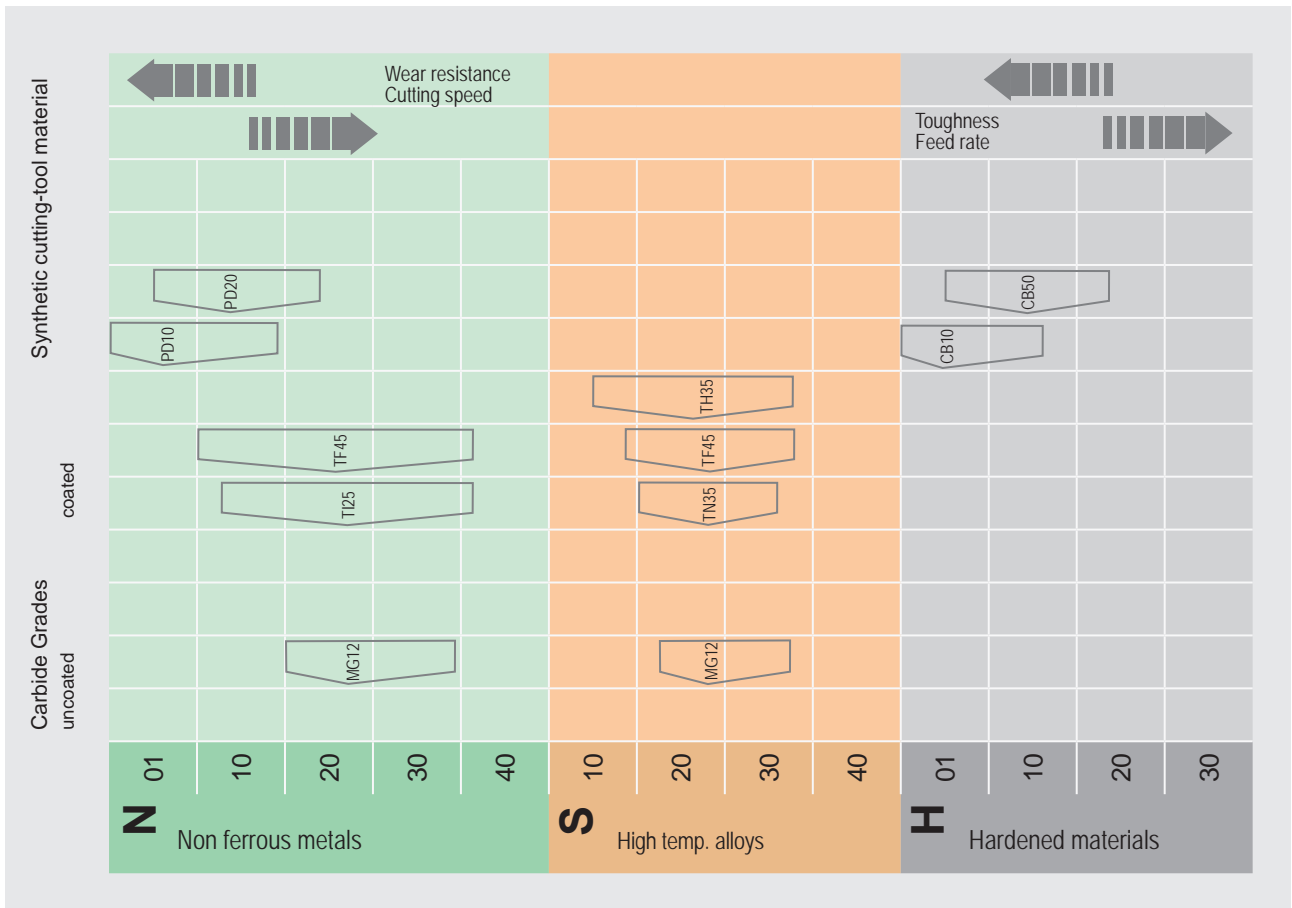 Synthetic cutting-tool material
coated
Carbide Grades
uncoated
Wear resistance
Cutting speed
Toughness
Feed rate
PD20
CB50
PD10
CB10
TH35
TF45
TF45
TI25
TN35
MG12
MG12
01 10 20 30 40 10 20 30 40 01 10 20 30
N Non ferrous metals
S High temp. alloys
H Hardened materials